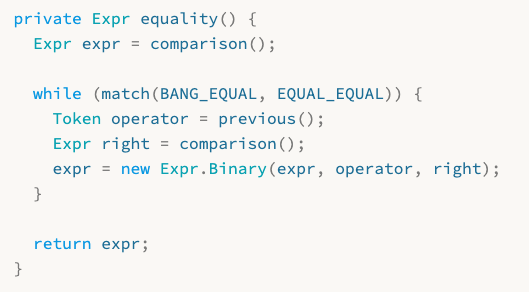 private Expr equality() {
  Expr expr = comparison();

  while (match(BANG_EQUAL, EQUAL_EQUAL)) {
    Token operator = previous();
    Expr right = comparison();
    expr = new Expr.Binary(expr, operator, right);
  }

  return expr;
}